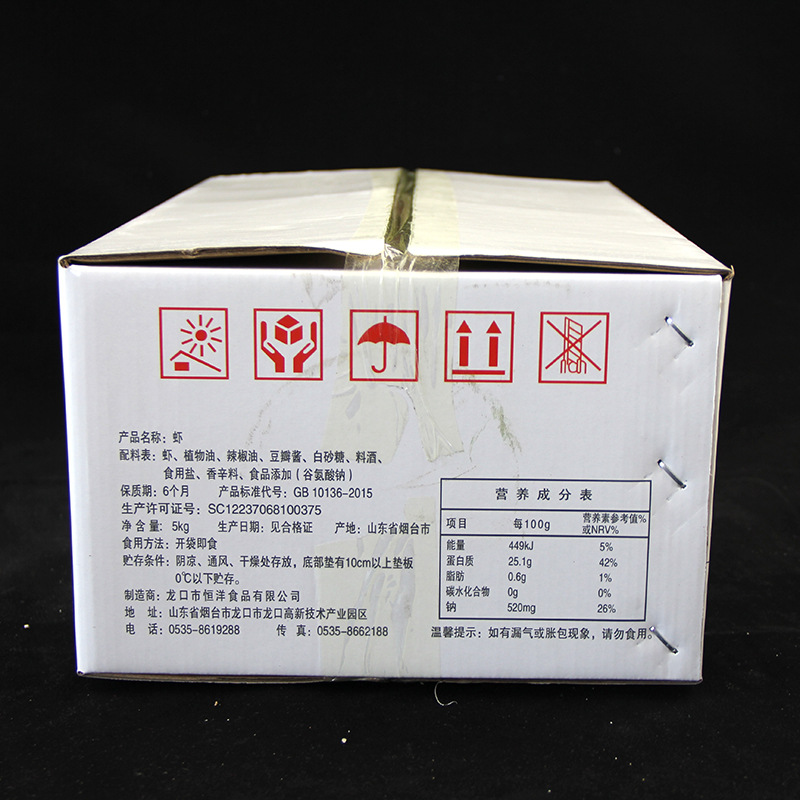 产品名称：虾
配料表：虾、植物油、辣椒油、豆瓣酱、白砂糖、料酒、
食用盐、香辛料、食品添加（谷氨酸钠）
保质期：6个月 产品标准代号：GB 10136-2015
生产许可证号：SC12237068100375
净 含 量： 5kg 生产日期：见合格证 产地：山东省烟台市
食用方法：开袋即食
贮存条件：阴凉、通风、干燥处存放，底部垫有10cm以上垫板
0℃以下贮存。
制造商：龙口市恒洋食品有限公司
地 址：山东省烟台市龙口市龙口高新技术产业园区
电 话：0535-8619288 传 真：0535-8662188
营 养 成 分 表
项目 每100g 营养素参考值%
或NRV%
能量 449kJ 5%
蛋白质 25.1g 42%
脂肪 0.6g 1%
碳水化合物 0g 0%
钠 520mg 26%
温馨提示：如有漏气或胀包现象，请勿食用。